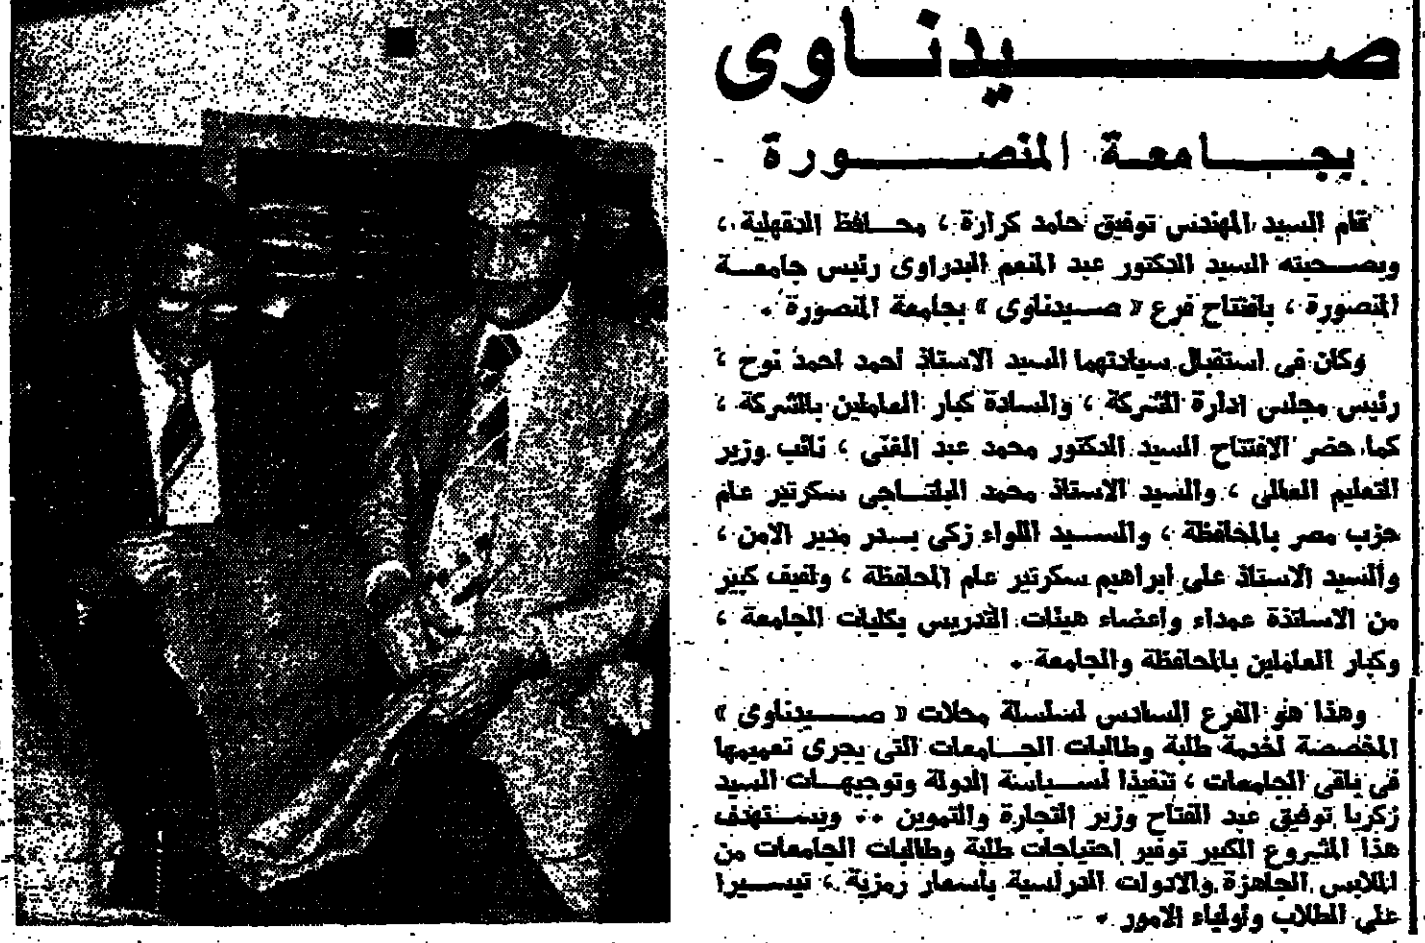 صيدناوى
بجامعة المنصورة
قام السيد المهندس توفيق حامد كرارة ، محافظ الدقهلية ،
وبصحبته السيد الدكتور عبد المنعم البدراوى رئيس جامعة
المنصورة ، بافتتاح فرع « صيدناوى » بجامعة المنصورة .
وكان فى استقبال سيادتهما السيد الاستاذ احمد احمد نوح ،
رئيس مجلس ادارة الشركة ، والسادة كبار العاملين بالشركة ،
كما حضر الافتتاح السيد الدكتور محمد عبد الغنى ، نائب وزير
التعليم العالى ، والسيد الاستاذ محمد البلتاجى سكرتير عام
حزب مصر بالمحافظة ، والسيد اللواء زكى بدر مدير الامن ،
والسيد الاستاذ على ابراهيم سكرتير عام المحافظة ، ولفيف كبير
من الاساتذة عمداء واعضاء هيئات التدريس بكليات الجامعة ،
وكبار العاملين بالمحافظة والجامعة .
وهذا هو الفرع السادس لسلسلة محلات « صيدناوى »
المخصصة لخدمة طلبة وطالبات الجامعات التى يجرى تعميمها
فى باقى الجامعات ، تنفيذا لسياسة الدولة وتوجيهات السيد
زكريا توفيق عبد الفتاح وزير التجارة والتموين .. ويستهدف
هذا المشروع الكبير توفير احتياجات طلبة وطالبات الجامعات من
الملابس الجاهزة والادوات الدراسية بأسعار رمزية ، تيسيرا
على الطلاب وأولياء الامور .